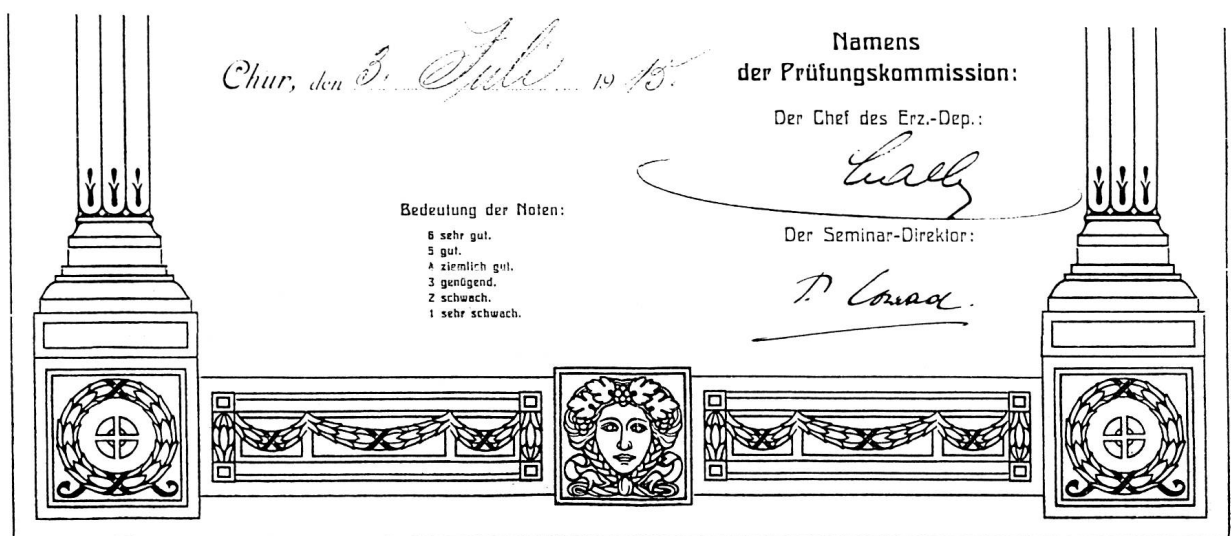 Chur, den 3. Juli 1915.
Namens
der Prüfungskommission:
Der Chef des Erz.-Dep.:
Der Seminar-Direktor:
P. Conrad.
Bedeutung der Noten:
6 sehr gut.
5 gut.
4 ziemlich gut.
3 genügend.
2 schwach.
1 sehr schwach.